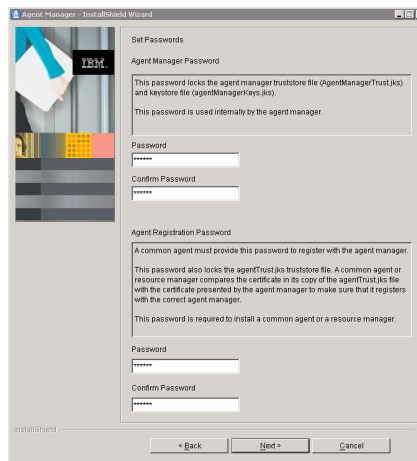 Agent Manager - InstallShield Wizard
IBM.
Set Passwords
Agent Manager Password
This password locks the agent manager truststore file (AgentManagerTrust.jks)
and keystore file (agentManagerKeys.jks).
This password is used internally by the agent manager.
Password
******
Confirm Password
******
Agent Registration Password
A common agent must provide this password to register with the agent manager.
This password also locks the agentTrust.jks truststore file. A common agent or
resource manager compares the certificate in its copy of the agentTrust.jks file
with the certificate presented by the agent manager to make sure that it registers
with the correct agent manager.
This password is required to install a common agent or a resource manager.
Password
******
Confirm Password
******
InstallShield
< Back
Next >
Cancel